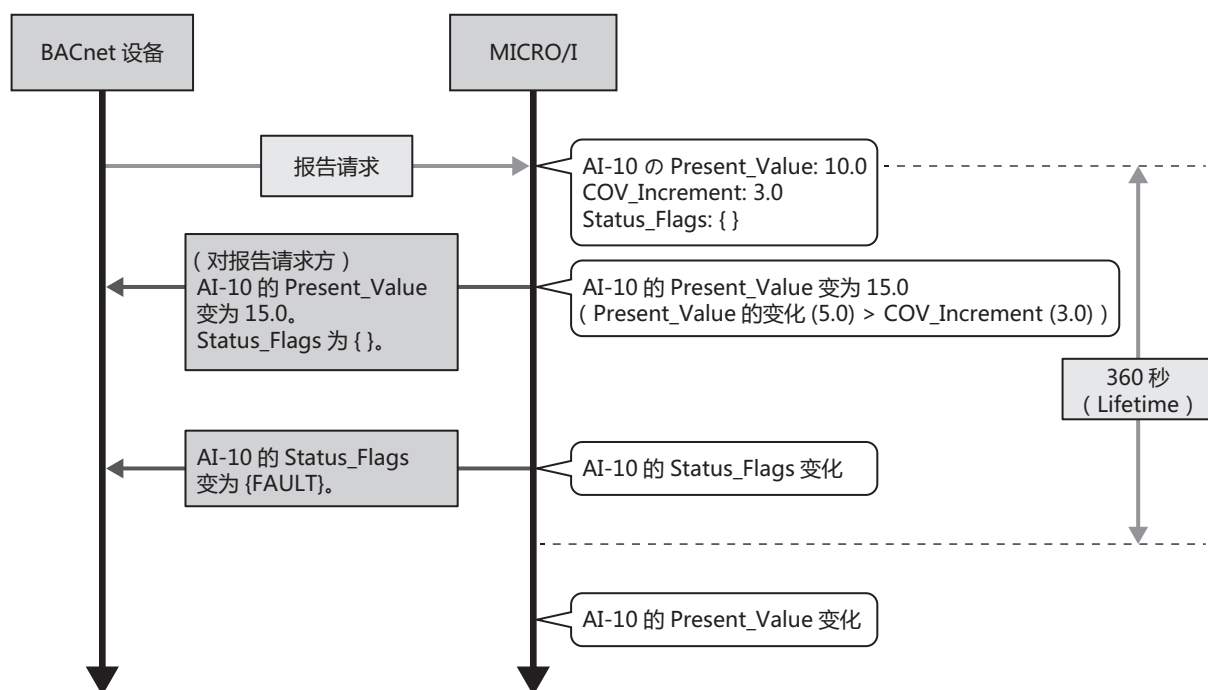 BACnet 设备
MICRO/I
报告请求
AI-10 の Present_Value: 10.0
COV_Increment: 3.0
Status_Flags: { }
( 对报告请求方 )
AI-10 的 Present_Value
变为 15.0。
Status_Flags 为 { }。
AI-10 的 Present_Value 变为 15.0
( Present_Value 的变化 (5.0) > COV_Increment (3.0) )
360 秒
( Lifetime )
AI-10 的 Status_Flags
变为 {FAULT}。
AI-10 的 Status_Flags 变化
AI-10 的 Present_Value 变化